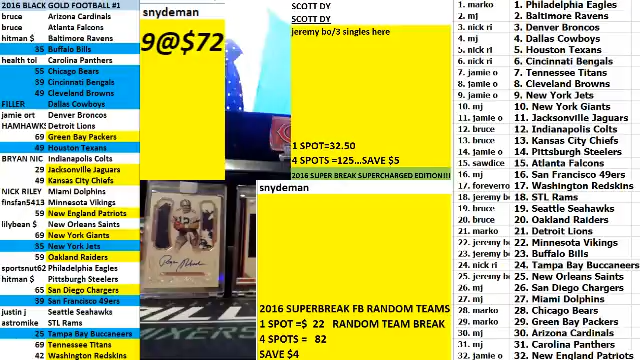 2016 BLACK GOLD FOOTBALL #1
bruce Arizona Cardinals
bruce Atlanta Falcons
hitman $ Baltimore Ravens
35 Buffalo Bills
health tol Carolina Panthers
55 Chicago Bears
39 Cincinnati Bengals
49 Cleveland Browns
FILLER Dallas Cowboys
jamie ort Denver Broncos
HAMHAWKS Detroit Lions
69 Green Bay Packers
49 Houston Texans
BRYAN NIC Indianapolis Colts
29 Jacksonville Jaguars
49 Kansas City Chiefs
NICK RILEY Miami Dolphins
finsfan5413 Minnesota Vikings
59 New England Patriots
lilybean $ New Orleans Saints
69 New York Giants
35 New York Jets
59 Oakland Raiders
sportsnut62 Philadelphia Eagles
hitman $ Pittsburgh Steelers
65 San Diego Chargers
39 San Francisco 49ers
justin j Seattle Seahawks
astromike STL Rams
25 Tampa Bay Buccaneers
69 Tennessee Titans
42 Washington Redskins
snydeman
9@$72
SCOTT DY
SCOTT DY
jeremy bo/3 singles here
1 SPOT=32.50
4 SPOTS =125...SAVE $5
2016 SUPER BREAK SUPERCHARGED EDITION!!!
snydeman
2016 SUPERBREAK FB RANDOM TEAMS
1 SPOT =$ 22 RANDOM TEAM BREAK
4 SPOTS = 82
SAVE $4
1. marko 1. Philadelphia Eagles
2. mj 2. Baltimore Ravens
3. nick ri 3. Denver Broncos
4. mj 4. Dallas Cowboys
5. nick ri 5. Houston Texans
6. nick ri 6. Cincinnati Bengals
7. jamie o 7. Tennessee Titans
8. jamie o 8. Cleveland Browns
9. jamie o 9. New York Jets
10. mj 10. New York Giants
11. jamie o 11. Jacksonville Jaguars
12. bruce 12. Indianapolis Colts
13. bruce 13. Kansas City Chiefs
14. jamie o 14. Pittsburgh Steelers
15. sawdice 15. Atlanta Falcons
16. mj 16. San Francisco 49ers
17. foreverro 17. Washington Redskins
18. jeremy b 18. STL Rams
19. bruce 19. Seattle Seahawks
20. bruce 20. Oakland Raiders
21. marko 21. Detroit Lions
22. jeremy bo 22. Minnesota Vikings
23. jeremy b 23. Buffalo Bills
24. nick ri 24. Tampa Bay Buccaneers
25. jeremy b 25. New Orleans Saints
26. mj 26. San Diego Chargers
27. mj 27. Miami Dolphins
28. marko 28. Chicago Bears
29. marko 29. Green Bay Packers
30. mj 30. Arizona Cardinals
31. mj 31. Carolina Panthers
32. jamie o 32. New England Patriots